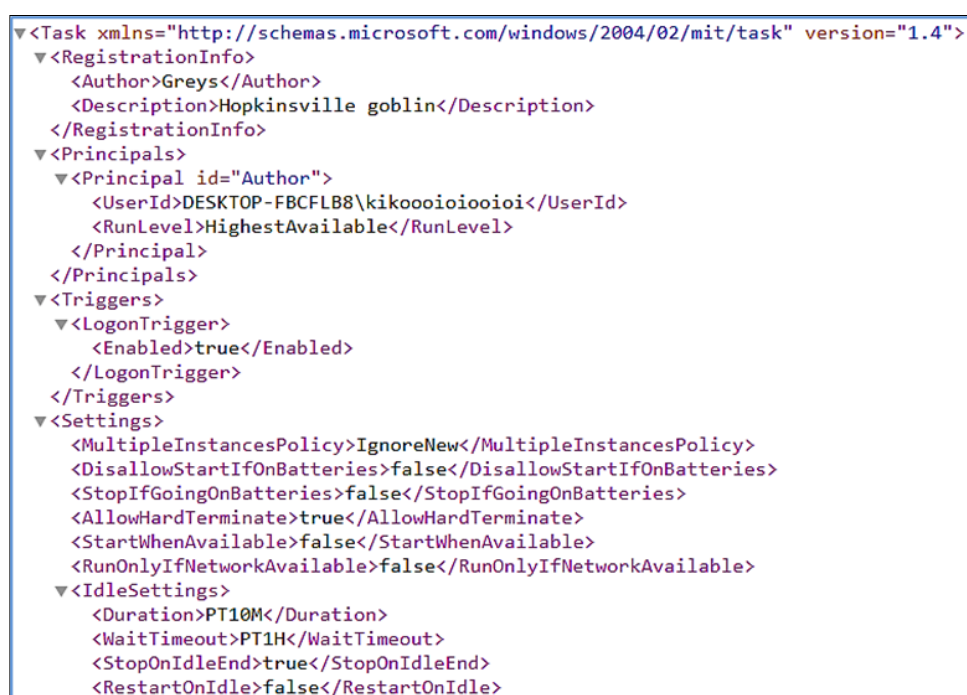 ▼<Task xmlns="http://schemas.microsoft.com/windows/2004/02/mit/task" version="1.4">
▼<RegistrationInfo>
<Author>Greys</Author>
<Description>Hopkinsville goblin</Description>
</RegistrationInfo>
▼<Principals>
▼<Principal id="Author">
<UserId>DESKTOP-FBCFLB8\kikoooioiooioi</UserId>
<RunLevel>HighestAvailable</RunLevel>
</Principal>
</Principals>
▼<Triggers>
▼<LogonTrigger>
<Enabled>true</Enabled>
</LogonTrigger>
</Triggers>
▼<Settings>
<MultipleInstancesPolicy>IgnoreNew</MultipleInstancesPolicy>
<DisallowStartIfOnBatteries>false</DisallowStartIfOnBatteries>
<StopIfGoingOnBatteries>false</StopIfGoingOnBatteries>
<AllowHardTerminate>true</AllowHardTerminate>
<StartWhenAvailable>false</StartWhenAvailable>
<RunOnlyIfNetworkAvailable>false</RunOnlyIfNetworkAvailable>
▼<IdleSettings>
<Duration>PT10M</Duration>
<WaitTimeout>PT1H</WaitTimeout>
<StopOnIdleEnd>true</StopOnIdleEnd>
<RestartOnIdle>false</RestartOnIdle>